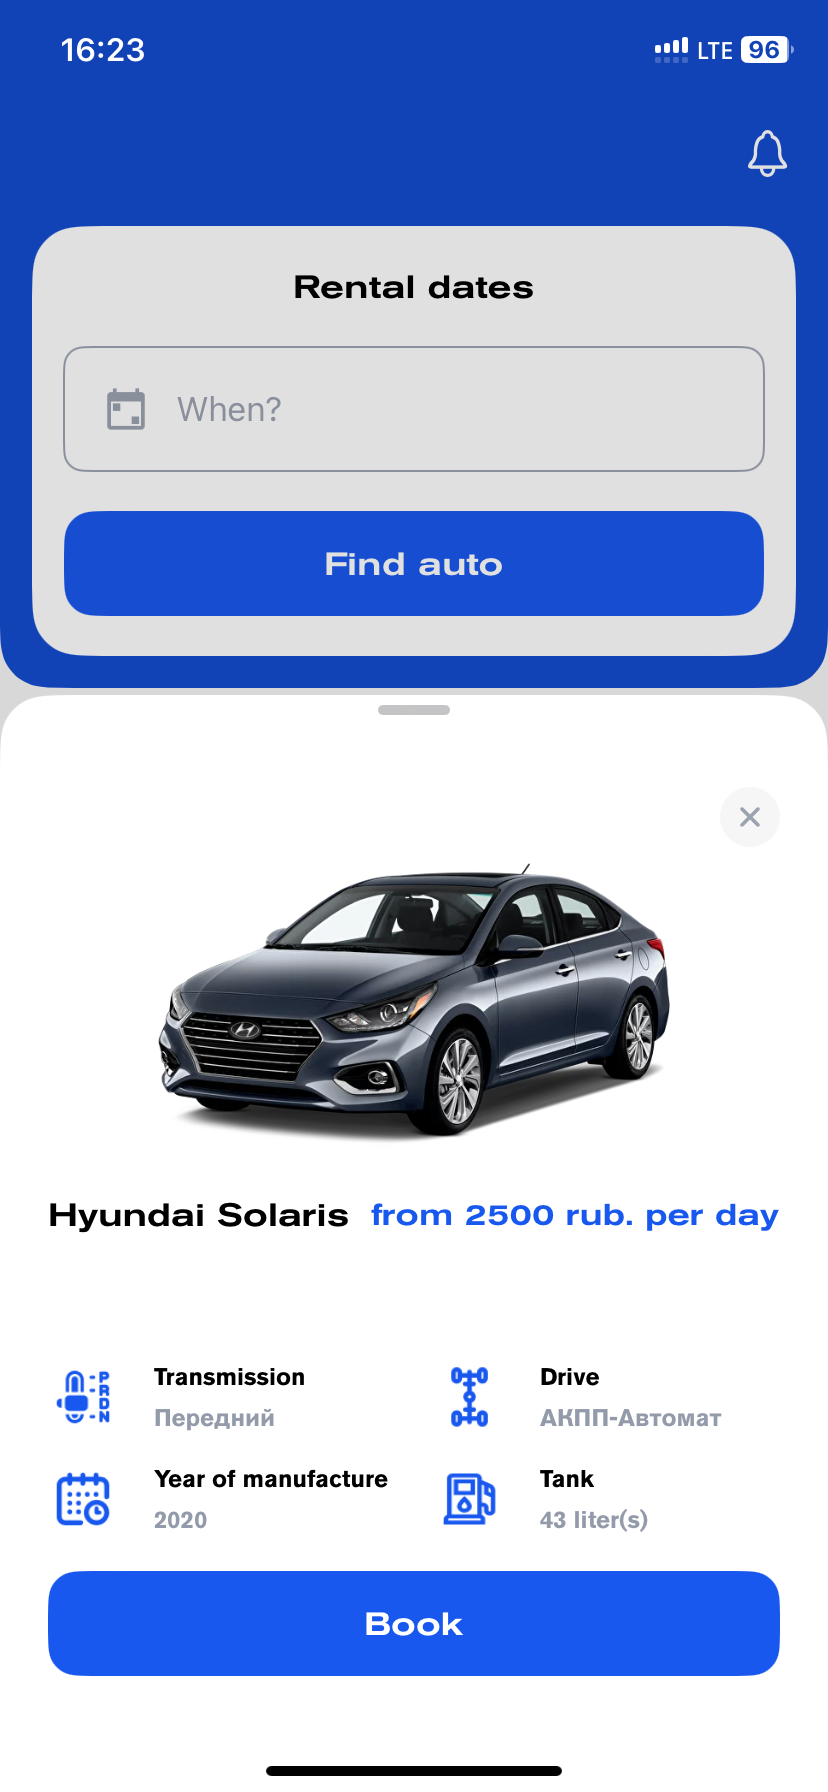 16:23 LTE 96
Rental dates
When?
Find auto
Hyundai Solaris from 2500 rub. per day
Transmission
Передний
Drive
АКПП-Автомат
Year of manufacture
2020
Tank
43 liter(s)
Book